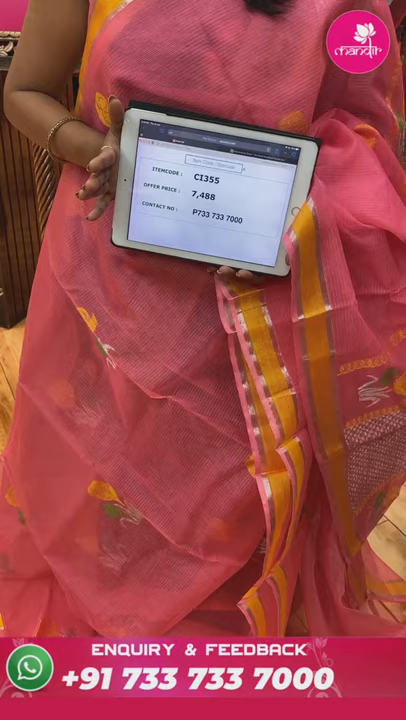 mandir
ITEMCODE : CI355
OFFER PRICE : 7,488
CONTACT NO : P733 733 7000
ENQUIRY & FEEDBACK
+91 733 733 7000